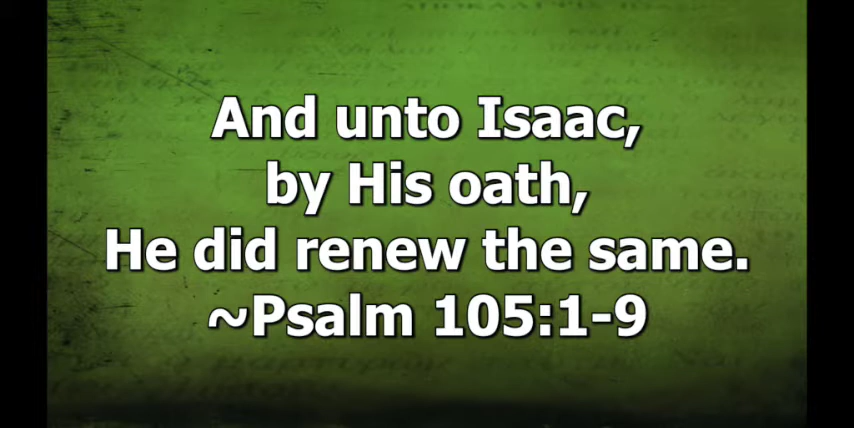 And unto Isaac,
by His oath,
He did renew the same.
~Psalm 105:1-9